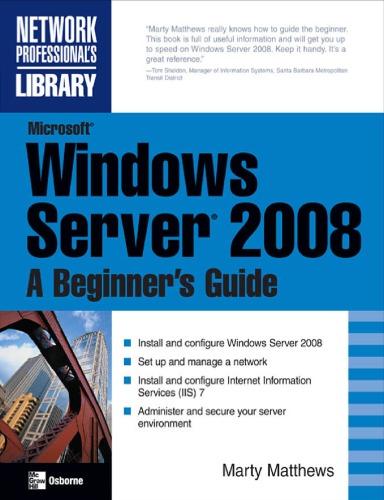 NETWORK
PROFESSIONAL'S
LIBRARY
"Marty Matthews really knows how to guide the beginner.
This book is full of useful information and will get you up
to speed on Windows Server 2008. Keep it handy. It's a
great reference."
—Tom Sheldon, Manager of Information Systems, Santa Barbara Metropolitan
Transit District
Microsoft®
Windows
Server® 2008
A Beginner's Guide
Install and configure Windows Server 2008
Set up and manage a network
Install and configure Internet Information
Services (IIS) 7
Administer and secure your server
environment
Mc
Graw
Hill
Osborne
Marty Matthews